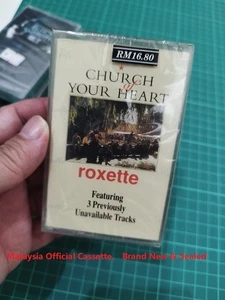 RM16.80
CHURCH
of
YOUR HEART
roxette
Featuring
3 Previously
Unavailable Tracks
Malaysia Official Cassette, Brand New & Sealed